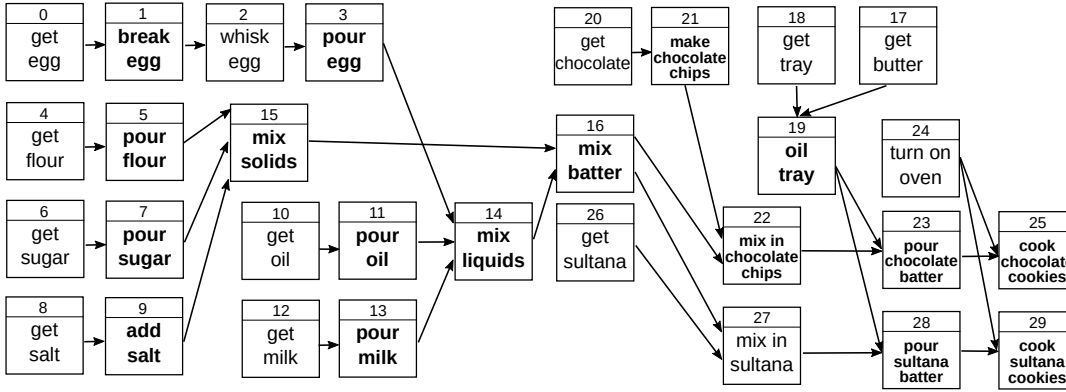 0
get
egg
1
break
egg
2
whisk
egg
3
pour
egg
20
get
chocolate
21
make
chocolate
chips
18
get
tray
17
get
butter
4
get
flour
5
pour
flour
15
mix
solids
16
mix
batter
19
oil
tray
24
turn on
oven
6
get
sugar
7
pour
sugar
10
get
oil
11
pour
oil
14
mix
liquids
26
get
sultana
22
mix in
chocolate
chips
23
pour
chocolate
batter
25
cook
chocolate
cookies
8
get
salt
9
add
salt
12
get
milk
13
pour
milk
27
mix in
sultana
28
pour
sultana
batter
29
cook
sultana
cookies